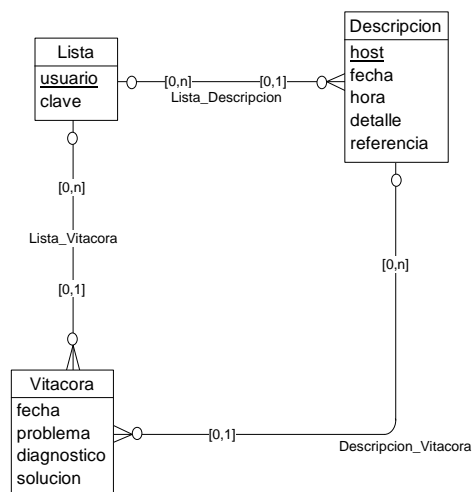 Lista
usuario
clave
[0,n]
[0,1]
Lista_Descripcion
Descripcion
host
fecha
hora
detalle
referencia
[0,n]
Lista_Vitacora
[0,1]
[0,n]
Vitacora
fecha
problema
diagnostico
solucion
[0,1]
Descripcion_Vitacora